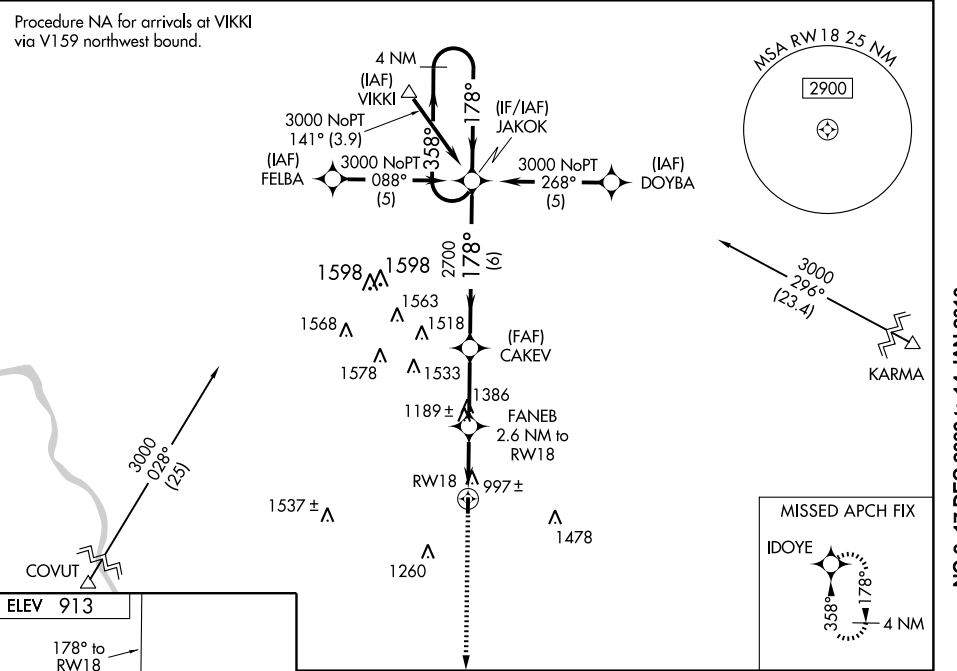 Procedure NA for arrivals at VIKKI
via V159 northwest bound.
4 NM
(IAF)
VIKKI
3000 NoPT
141° (3.9)
358°
178°
(IF/IAF)
JAKOK
(IAF)
FELBA
3000 NoPT
088°
(5)
3000 NoPT
268°
(5)
(IAF)
DOYBA
MSA RW18 25 NM
2900
2700
178°
(6)
1598
1598
1563
1568
1518
1578
1533
(FAF)
CAKEV
3000
296°
(23.4)
KARMA
1386
1189±
FANEB
2.6 NM to
RW18
RW18
997±
3000
028°
(25)
COVUT
1537±
1478
1260
MISSED APCH FIX
IDOYE
358°
178°
4 NM
ELEV 913
178° to
RW18